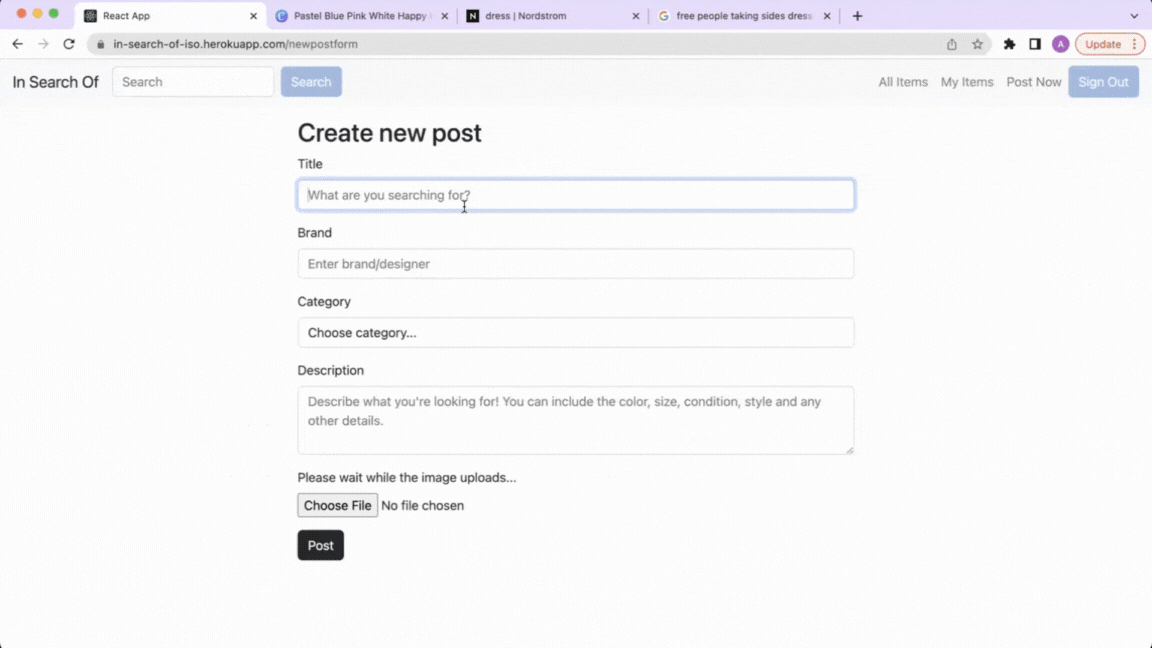 React App
Pastel Blue Pink White Happy
dress | Nordstrom
free people taking sides dress
in-search-of-iso.herokuapp.com/newpostform
A
Update
In Search Of
Search
Search
All Items
My Items
Post Now
Sign Out
Create new post
Title
What are you searching for?
Brand
Enter brand/designer
Category
Choose category...
Description
Describe what you're looking for! You can include the color, size, condition, style and any
other details.
Please wait while the image uploads...
Choose File No file chosen
Post